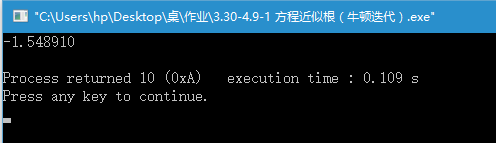 "C:\Users\hp\Desktop\桌\作业\3.30-4.9-1 方程近似根（牛顿迭代）.exe"
-1.548910
Process returned 10 (0xA)   execution time : 0.109 s
Press any key to continue.